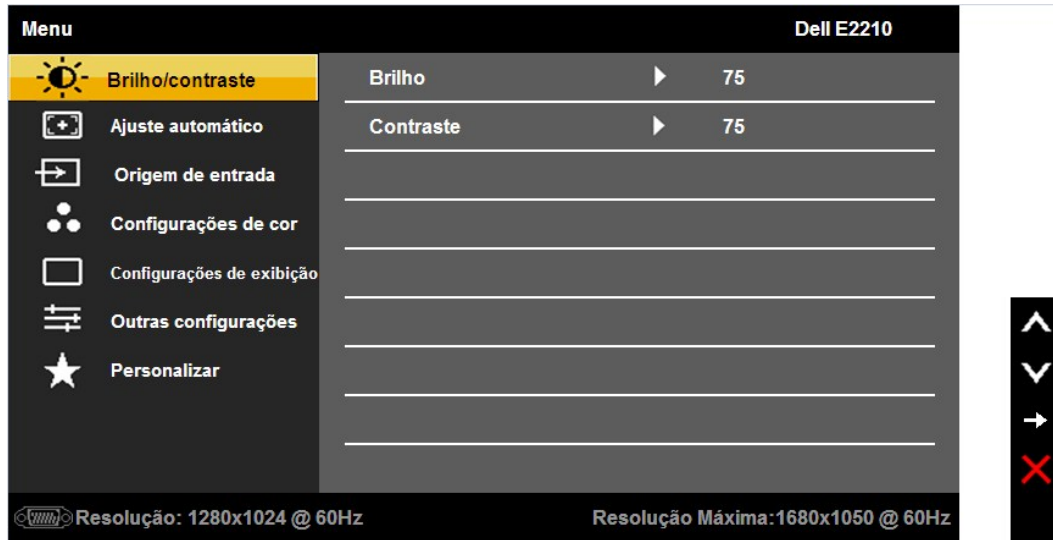 Menu Dell E2210
Brilho/contraste Brilho 75
Ajuste automático Contraste 75
Origem de entrada
Configurações de cor
Configurações de exibição
Outras configurações
Personalizar
Resolução: 1280x1024 @ 60Hz Resolução Máxima:1680x1050 @ 60Hz